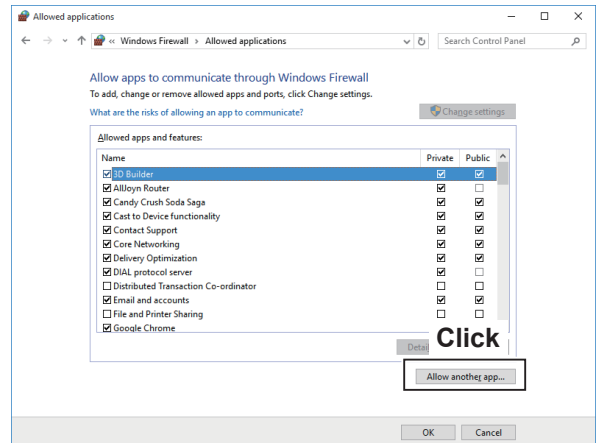 Allowed applications
« Windows Firewall > Allowed applications
Search Control Panel
Allow apps to communicate through Windows Firewall
To add, change or remove allowed apps and ports, click Change settings.
What are the risks of allowing an app to communicate?
Change settings
Allowed apps and features:
Name Private Public
3D Builder
AllJoyn Router
Candy Crush Soda Saga
Cast to Device functionality
Contact Support
Core Networking
Delivery Optimization
DIAL protocol server
Distributed Transaction Co-ordinator
Email and accounts
File and Printer Sharing
Google Chrome
Click
Allow another app...
OK Cancel